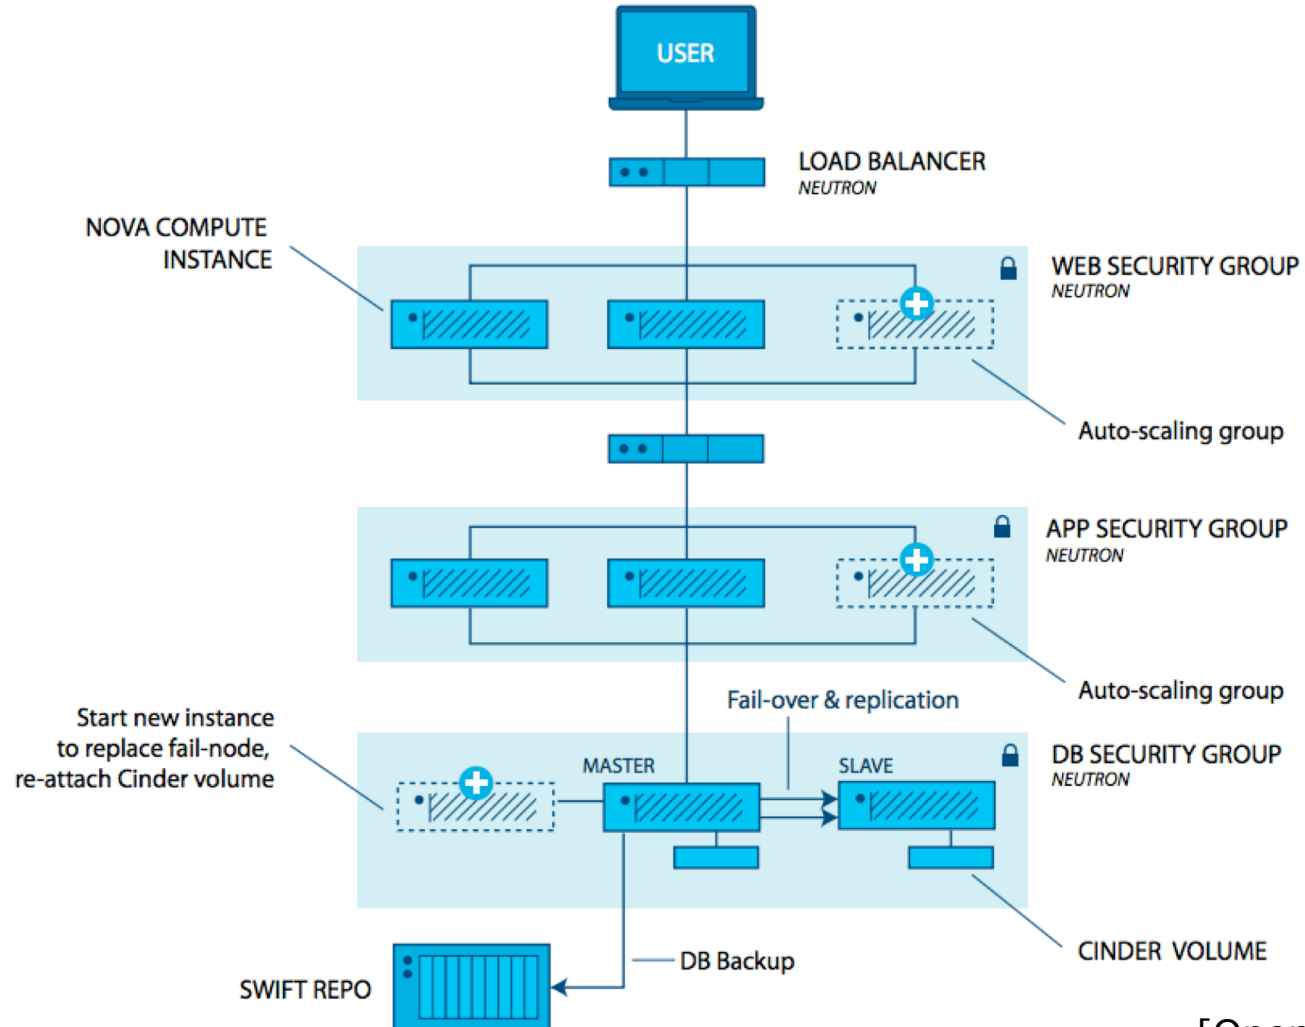 USER
LOAD BALANCER
NEUTRON
NOVA COMPUTE
INSTANCE
WEB SECURITY GROUP
NEUTRON
Auto-scaling group
APP SECURITY GROUP
NEUTRON
Auto-scaling group
Fail-over & replication
Start new instance
to replace fail-node,
re-attach Cinder volume
MASTER
SLAVE
DB SECURITY GROUP
NEUTRON
CINDER VOLUME
DB Backup
SWIFT REPO